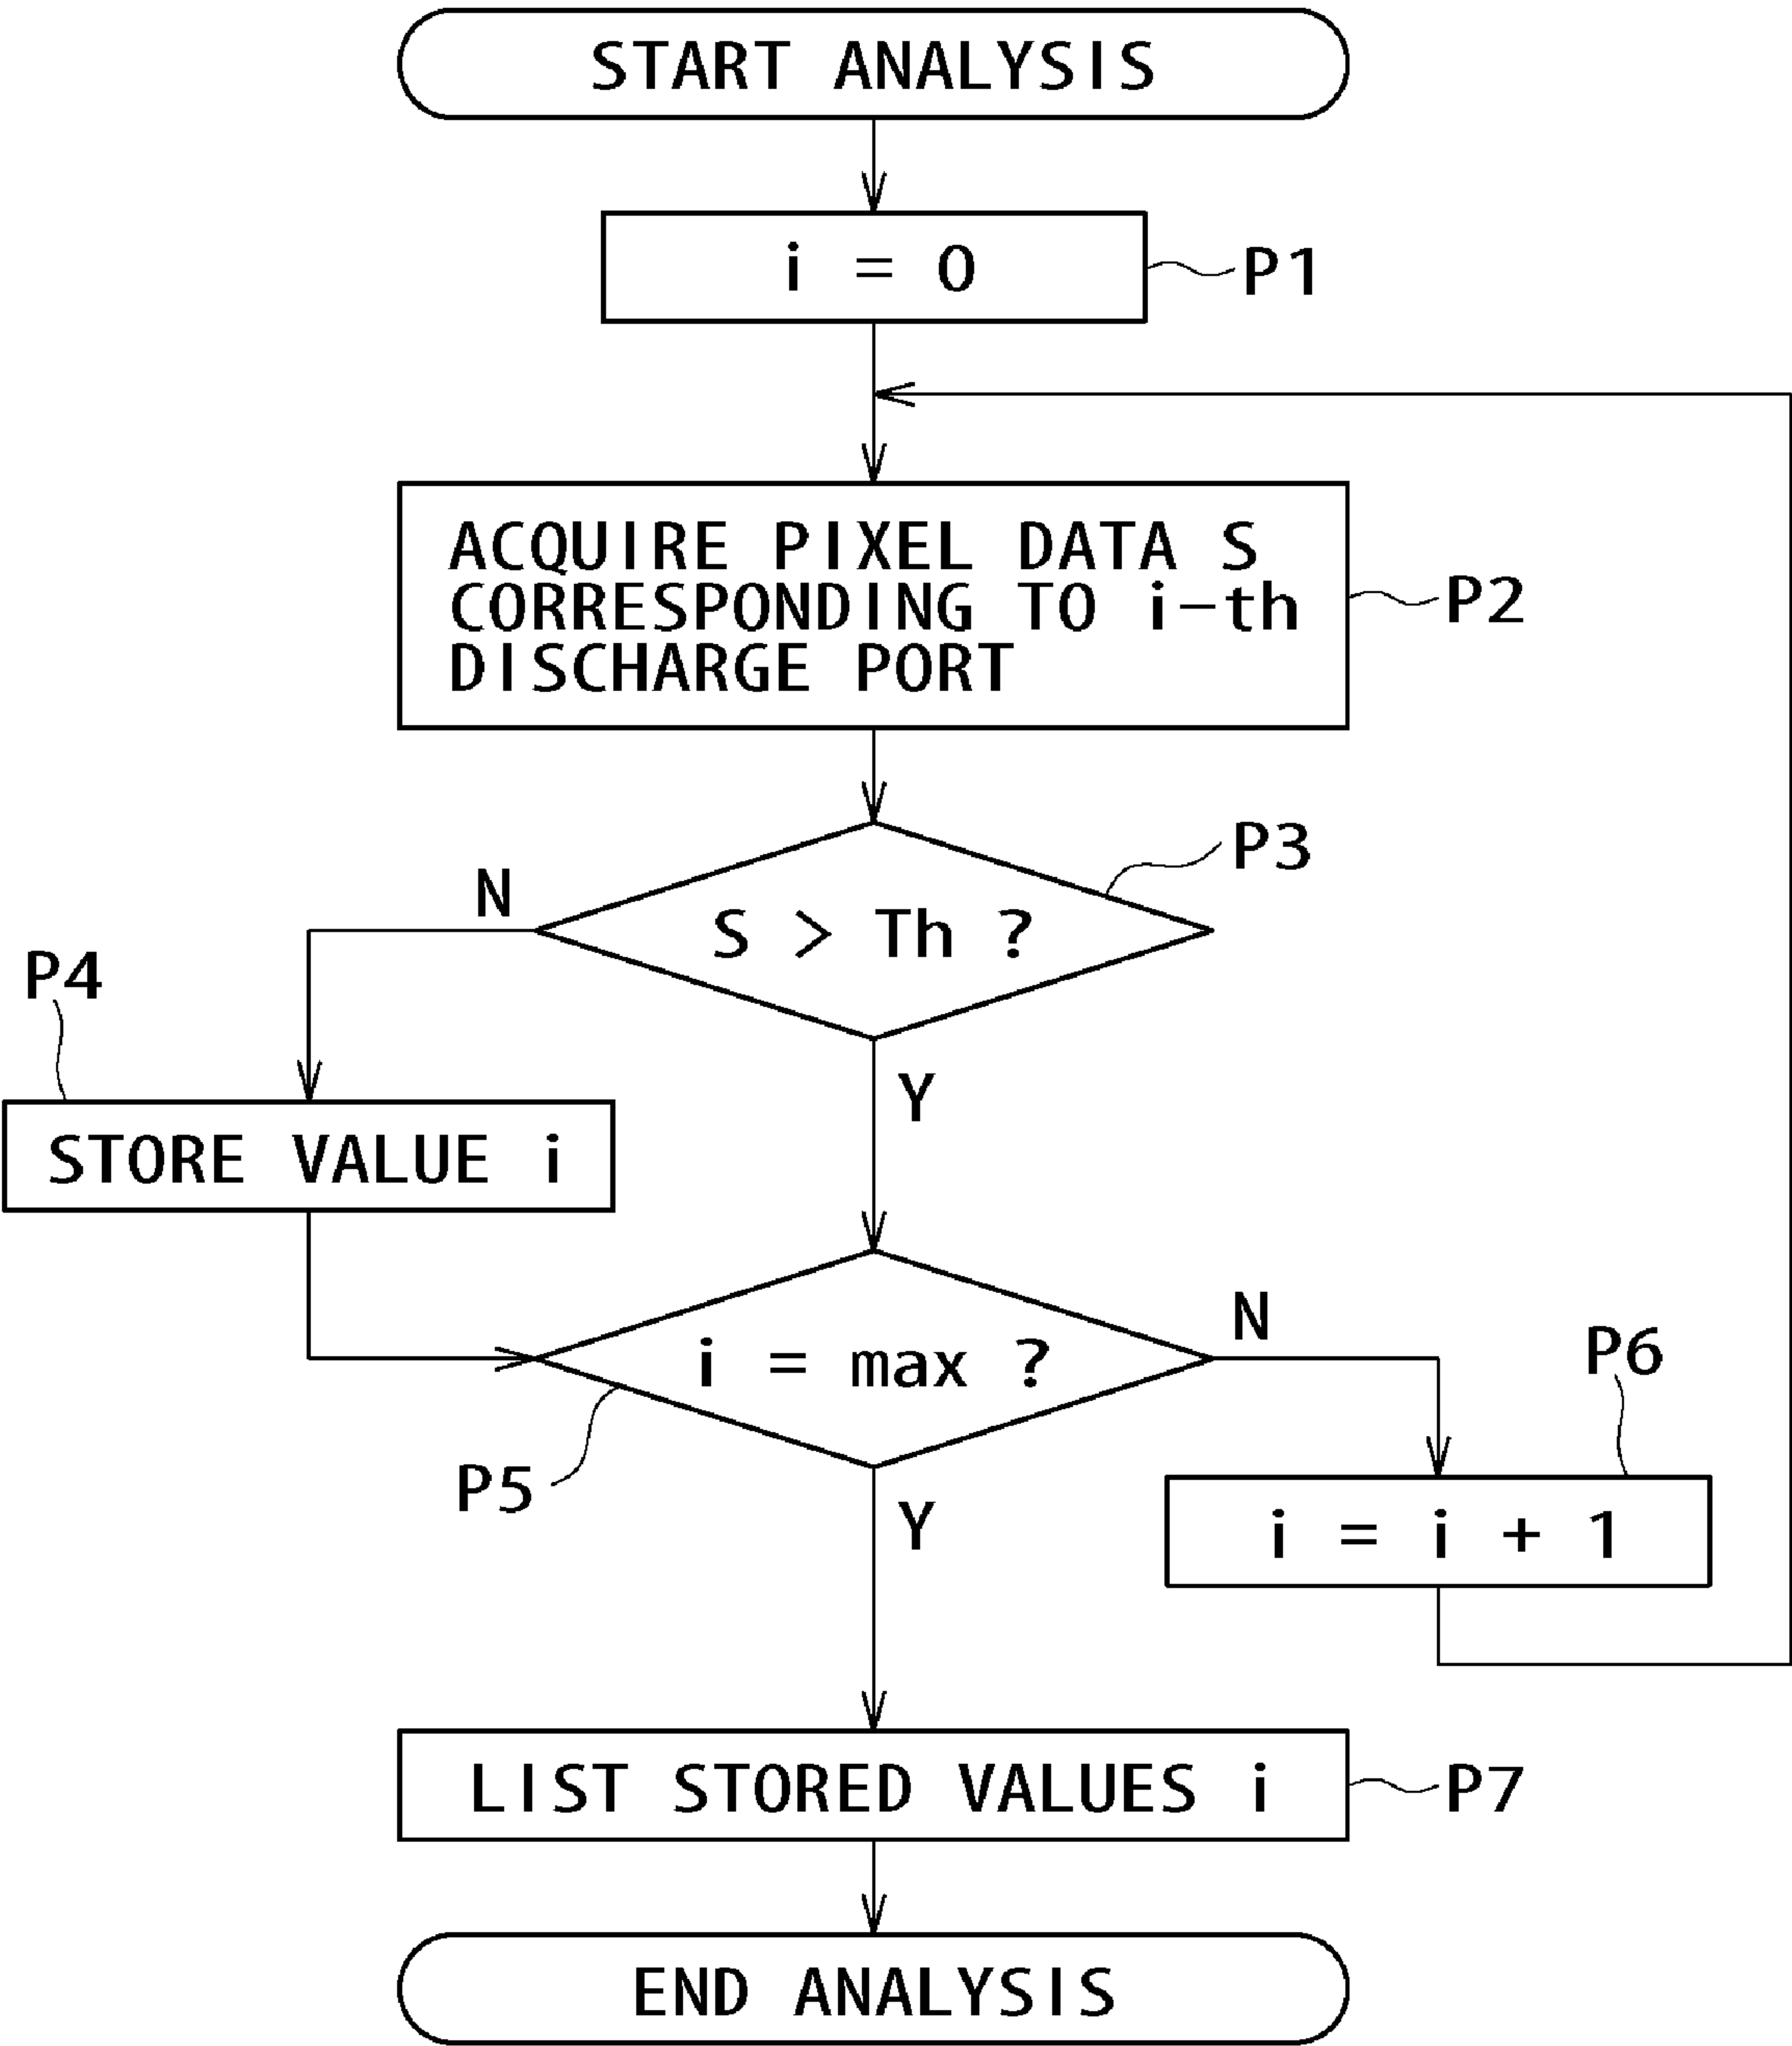 START ANALYSIS
i = 0
P1
ACQUIRE PIXEL DATA S
CORRESPONDING TO i-th
DISCHARGE PORT
P2
S > Th ?
P3
N
Y
P4
STORE VALUE i
i = max ?
P5
N
Y
P6
i = i + 1
LIST STORED VALUES i
P7
END ANALYSIS